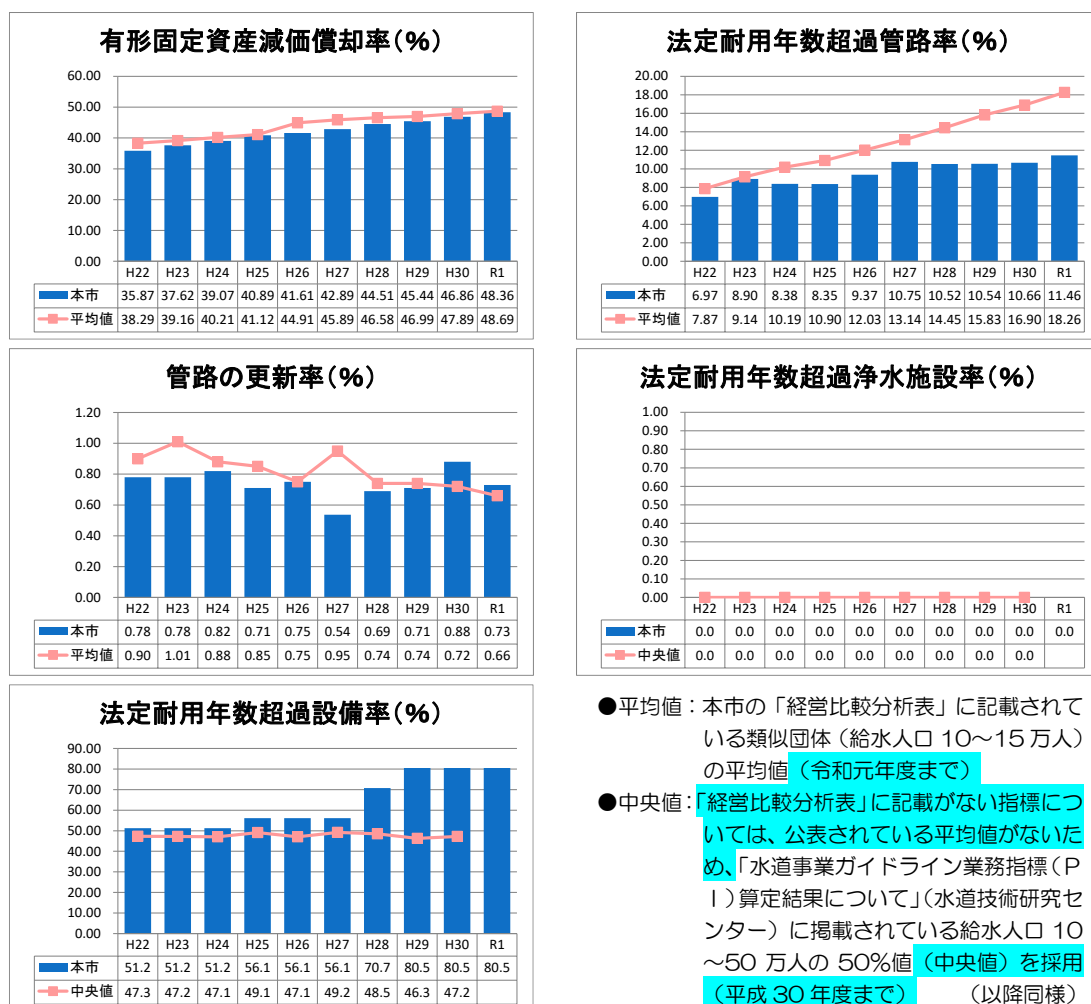 有形固定資産減価償却率(%)
60.00
50.00
40.00
30.00
20.00
10.00
0.00
H22 H23 H24 H25 H26 H27 H28 H29 H30 R1
本市 35.87 37.62 39.07 40.89 41.61 42.89 44.51 45.44 46.86 48.36
平均値 38.29 39.16 40.21 41.12 44.91 45.89 46.58 46.99 47.89 48.69
法定耐用年数超過管路率(%)
20.00
18.00
16.00
14.00
12.00
10.00
8.00
6.00
4.00
2.00
0.00
H22 H23 H24 H25 H26 H27 H28 H29 H30 R1
本市 6.97 8.90 8.38 8.35 9.37 10.75 10.52 10.54 10.66 11.46
平均値 7.87 9.14 10.19 10.90 12.03 13.14 14.45 15.83 16.90 18.26
管路の更新率(%)
1.20
1.00
0.80
0.60
0.40
0.20
0.00
H22 H23 H24 H25 H26 H27 H28 H29 H30 R1
本市 0.78 0.78 0.82 0.71 0.75 0.54 0.69 0.71 0.88 0.73
平均値 0.90 1.01 0.88 0.85 0.75 0.95 0.74 0.74 0.72 0.66
法定耐用年数超過浄水施設率(%)
1.00
0.90
0.80
0.70
0.60
0.50
0.40
0.30
0.20
0.10
0.00
H22 H23 H24 H25 H26 H27 H28 H29 H30 R1
本市 0.0 0.0 0.0 0.0 0.0 0.0 0.0 0.0 0.0 0.0
中央値 0.0 0.0 0.0 0.0 0.0 0.0 0.0 0.0 0.0
法定耐用年数超過設備率(%)
90.00
80.00
70.00
60.00
50.00
40.00
30.00
20.00
10.00
0.00
H22 H23 H24 H25 H26 H27 H28 H29 H30 R1
本市 51.2 51.2 51.2 56.1 56.1 56.1 70.7 80.5 80.5 80.5
中央値 47.3 47.2 47.1 49.1 47.1 49.2 48.5 46.3 47.2
●平均値：本市の「経営比較分析表」に記載されて
いる類似団体（給水人口 10～15 万人）
の平均値（令和元年度まで）
●中央値：「経営比較分析表」に記載がない指標につ
いては、公表されている平均値がないた
め、「水道事業ガイドライン業務指標（P
I）算定結果について」（水道技術研究セ
ンター）に掲載されている給水人口 10
～50 万人の 50%値（中央値）を採用
（平成 30 年度まで） （以降同様）